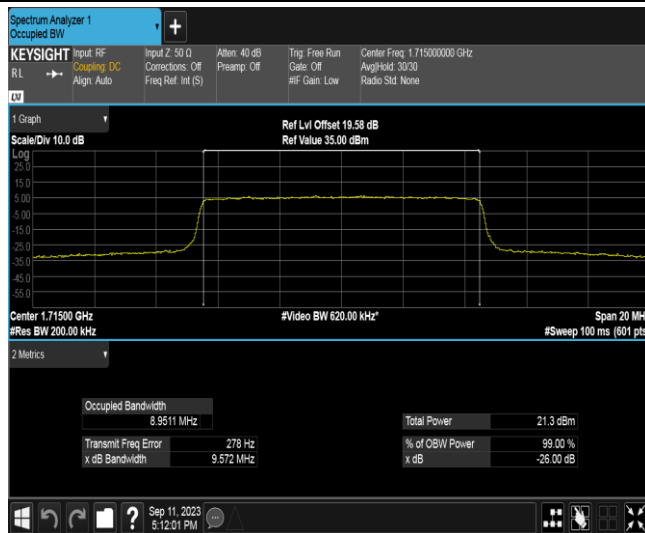 Spectrum Analyzer 1
Occupied BW
+
KEYSIGHT
RL
Input: RF
Coupling: DC
Align: Auto
Input Z: 50 Ω
Corrections: Off
Freq Ref: Int (S)
Atten: 40 dB
Preamp: Off
Trig: Free Run
Gate: Off
#IF Gain: Low
Center Freq: 1.715000000 GHz
Avg|Hold: 30/30
Radio Std: None
LXI
1 Graph
Scale/Div 10.0 dB
Ref Lvl Offset 19.58 dB
Ref Value 35.00 dBm
Log
25.0
15.0
5.00
-5.00
-15.0
-25.0
-35.0
-45.0
-55.0
Center 1.71500 GHz
#Res BW 200.00 kHz
#Video BW 620.00 kHz*
Span 20 MH
#Sweep 100 ms (601 pts
2 Metrics
Occupied Bandwidth
8.9511 MHz
Transmit Freq Error 278 Hz
x dB Bandwidth 9.572 MHz
Total Power 21.3 dBm
% of OBW Power 99.00 %
x dB -26.00 dB
?
Sep 11, 2023
5:12:01 PM